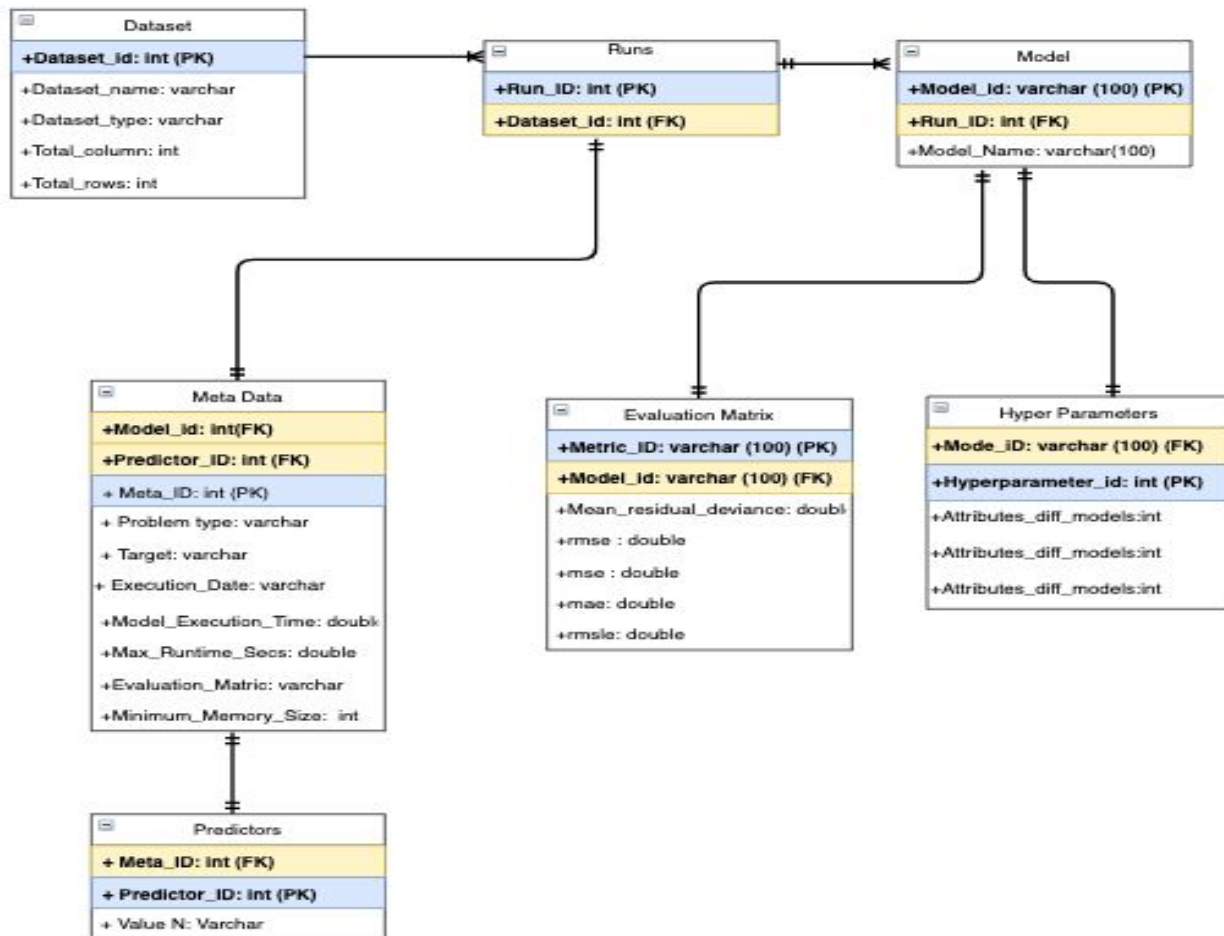 Dataset
+Dataset_id: int (PK)
+Dataset_name: varchar
+Dataset_type: varchar
+Total_column: int
+Total_rows: int
Runs
+Run_ID: int (PK)
+Dataset_id: int (FK)
Model
+Model_id: varchar (100) (PK)
+Run_ID: int (FK)
+Model_Name: varchar(100)
Meta Data
+Model_id: int(FK)
+Predictor_ID: int (FK)
+ Meta_ID: int (PK)
+ Problem type: varchar
+ Target: varchar
+ Execution_Date: varchar
+Model_Execution_Time: double
+Max_Runtime_Secs: double
+Evaluation_Matric: varchar
+Minimum_Memory_Size: int
Evaluation Matrix
+Metric_ID: varchar (100) (PK)
+Model_id: varchar (100) (FK)
+Mean_residual_deviance: doubl
+rmse : double
+mse : double
+mae: double
+rmsle: double
Hyper Parameters
+Mode_iD: varchar (100) (FK)
+Hyperparameter_id: int (PK)
+Attributes_diff_models:int
+Attributes_diff_models:int
+Attributes_diff_models:int
Predictors
+ Meta_ID: int (FK)
+ Predictor_ID: int (PK)
+ Value N: Varchar